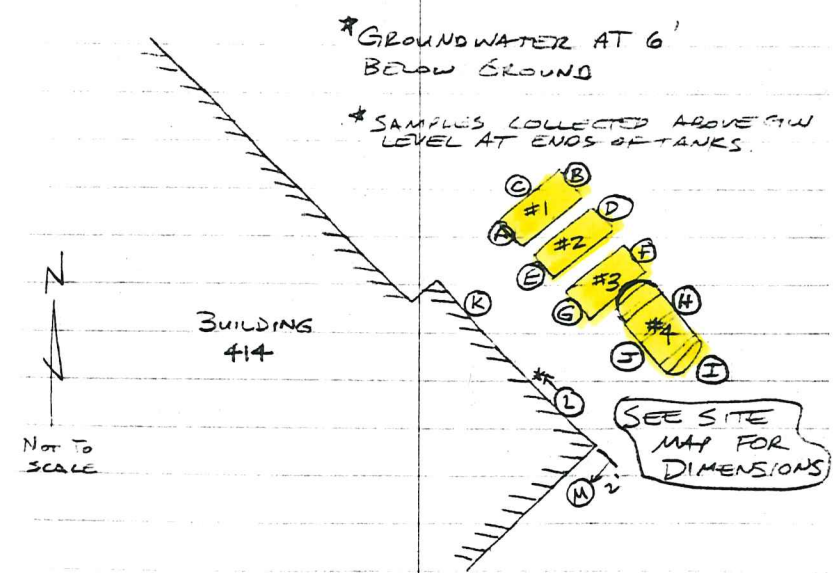 * GROUNDWATER AT 6'
BELOW GROUND
* SAMPLES COLLECTED ABOVE GW
LEVEL AT ENDS OF TANKS.
C
B
#1
A
D
#2
E
F
#3
G
H
#4
J
I
N
K
BUILDING
414
L
NOT TO
SCALE
SEE SITE
MAP FOR
DIMENSIONS
M
2'